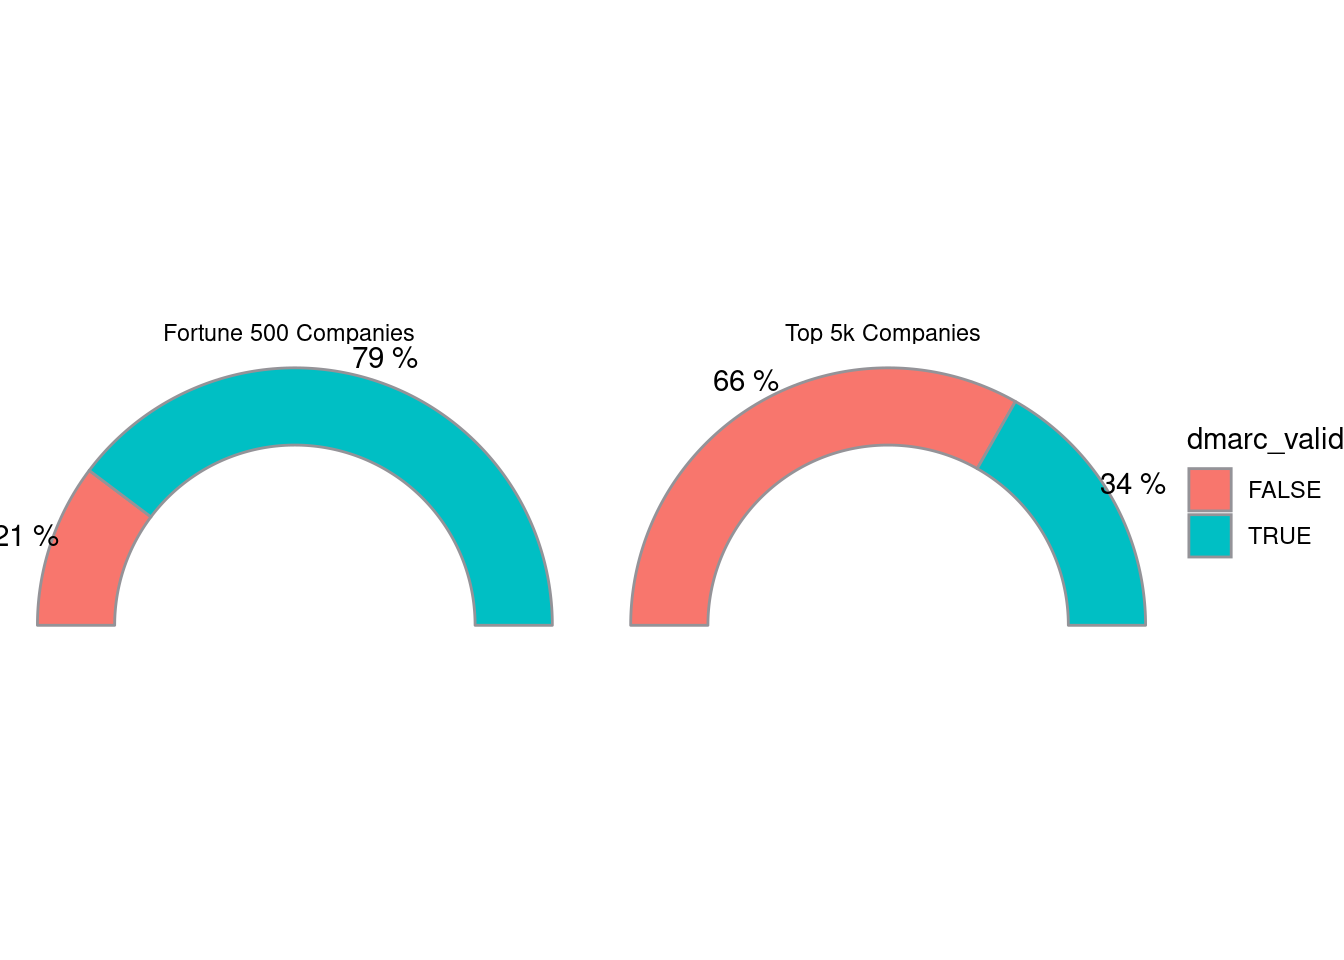 Fortune 500 Companies
79 %
21 %
Top 5k Companies
66 %
34 %
dmarc_valid
FALSE
TRUE